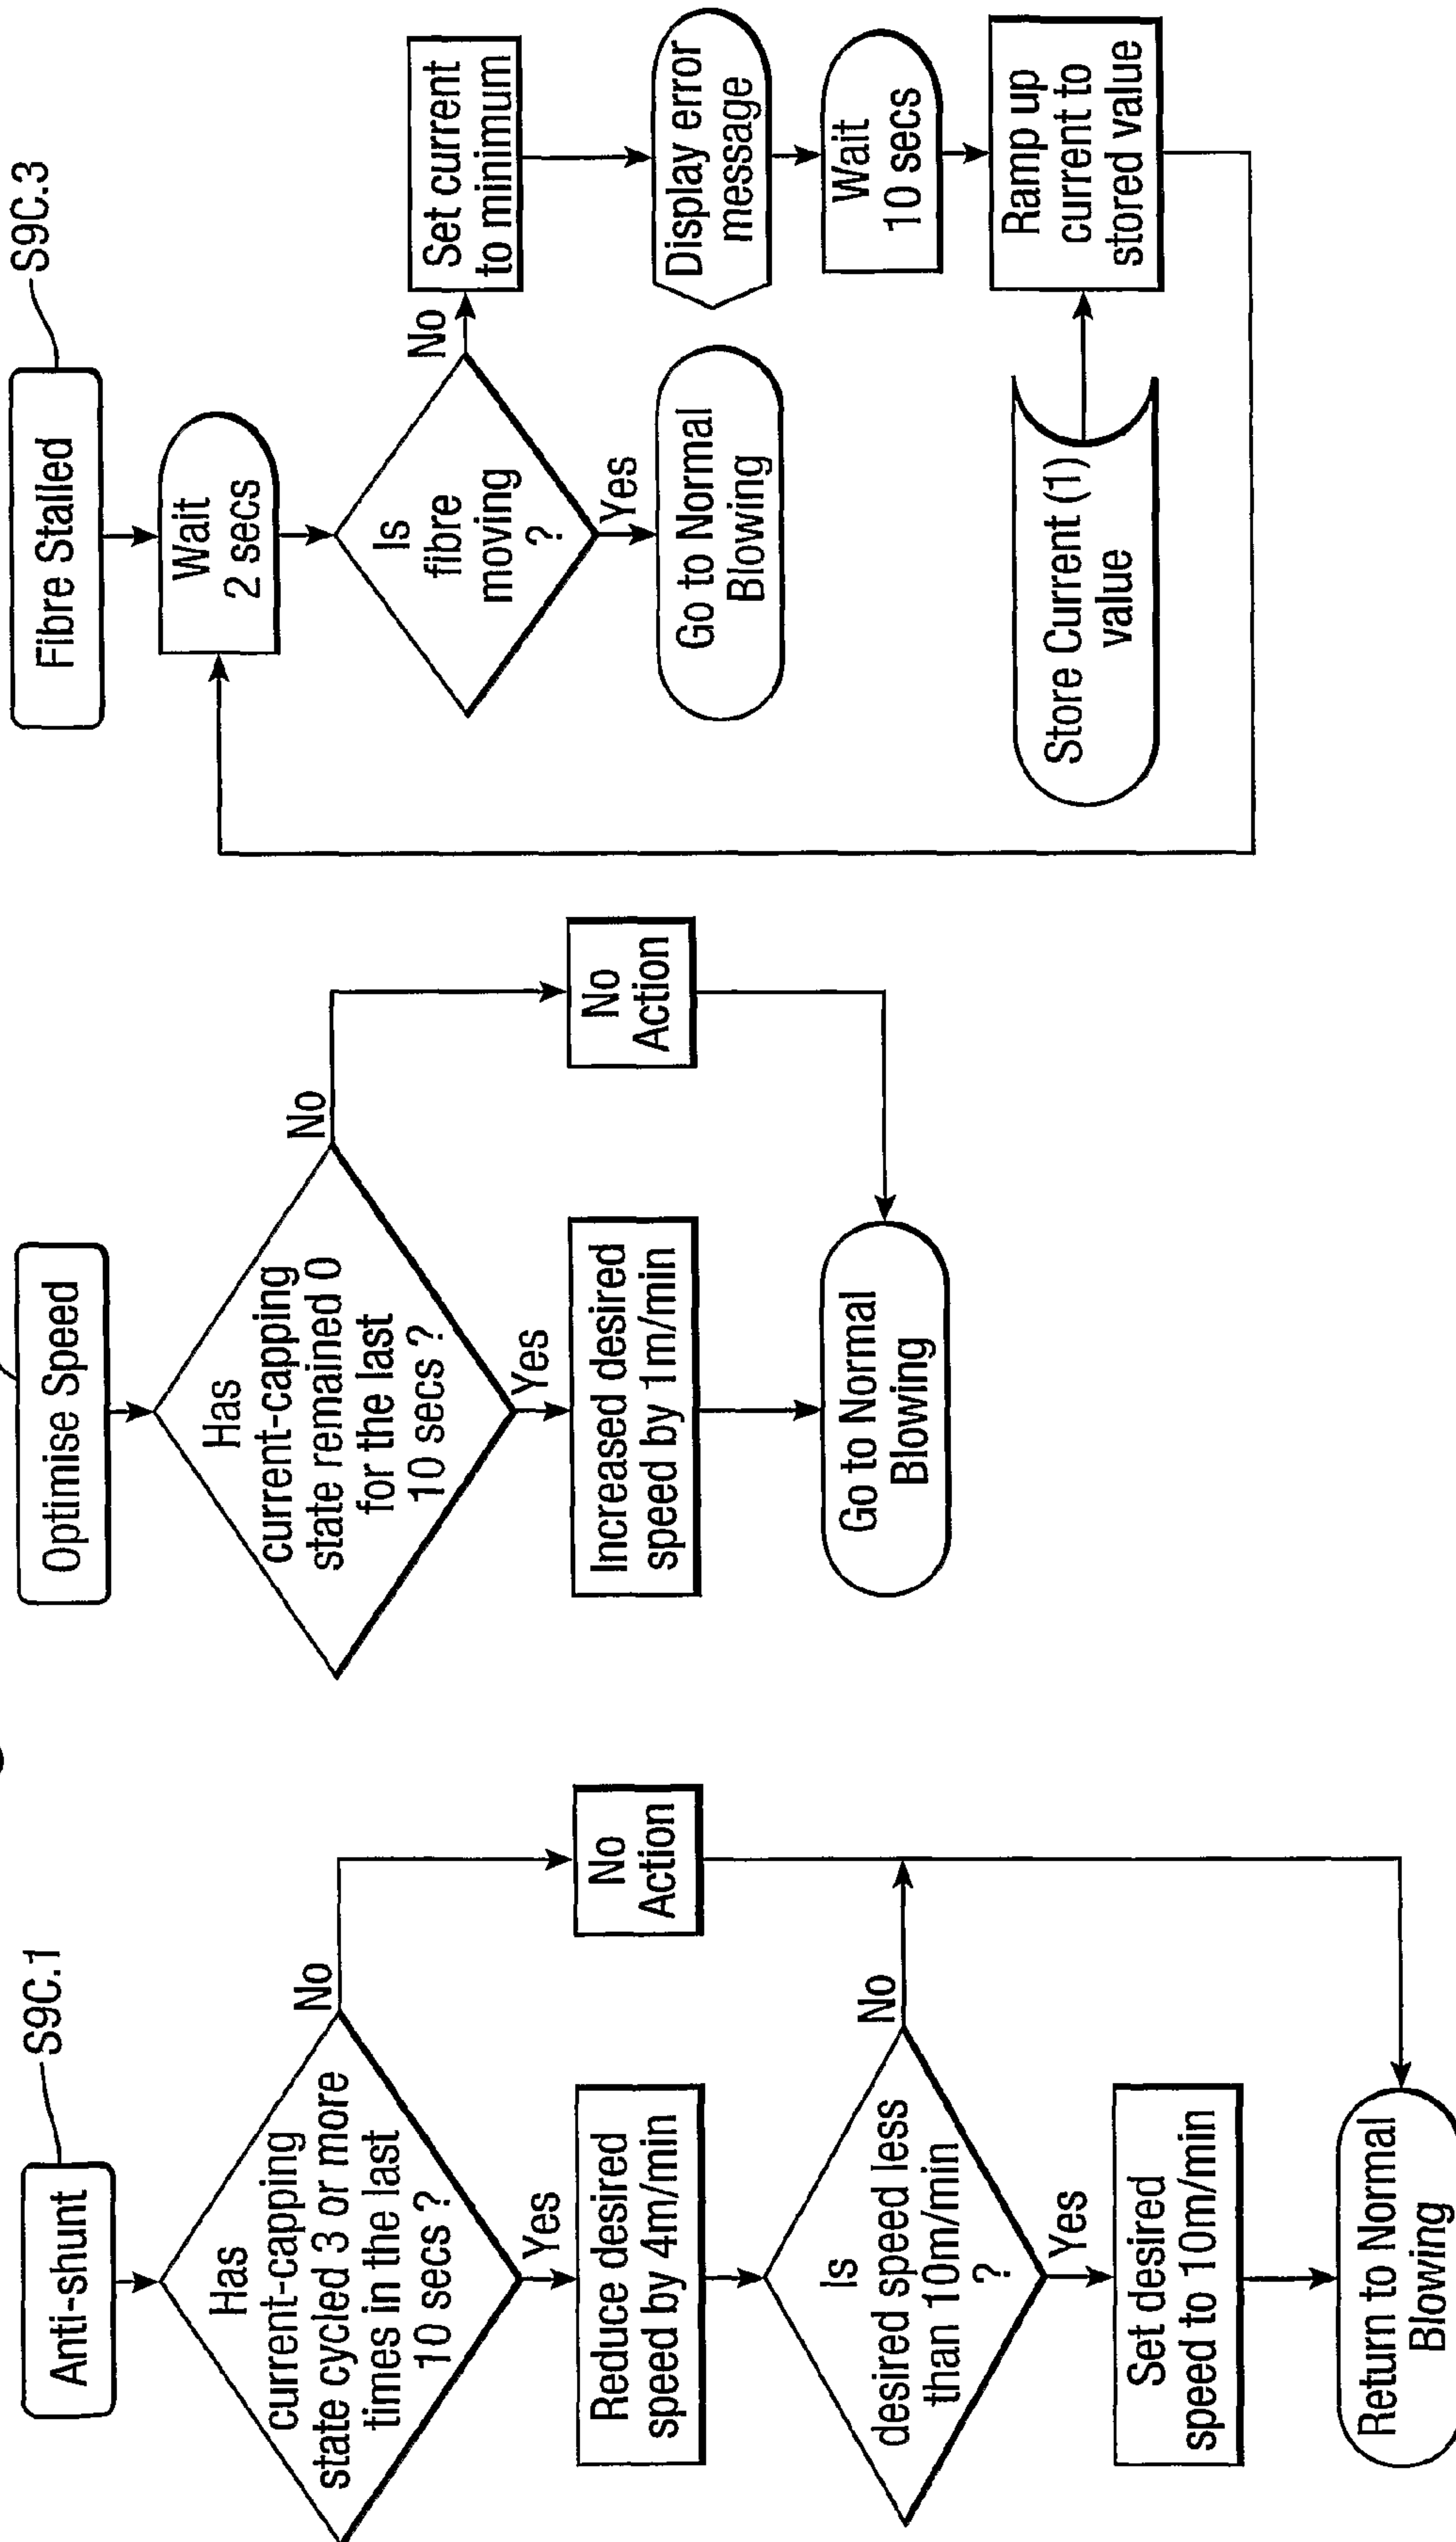 Anti-shunt
S9C.1
Has
current-capping
state cycled 3 or more
times in the last
10 secs ?
No
Yes
No
Action
Reduce desired
speed by 4m/min
Is
desired speed less
than 10m/min
?
No
Yes
Set desired
speed to 10m/min
Return to Normal
Blowing
Optimise Speed
Has
current-capping
state remained 0
for the last
10 secs ?
No
Yes
No
Action
Increased desired
speed by 1m/min
Go to Normal
Blowing
Fibre Stalled
S9C.3
Wait
2 secs
Is
fibre
moving
?
No
Yes
Set current
to minimum
Go to Normal
Blowing
Display error
message
Wait
10 secs
Store Current (1)
value
Ramp up
current to
stored value